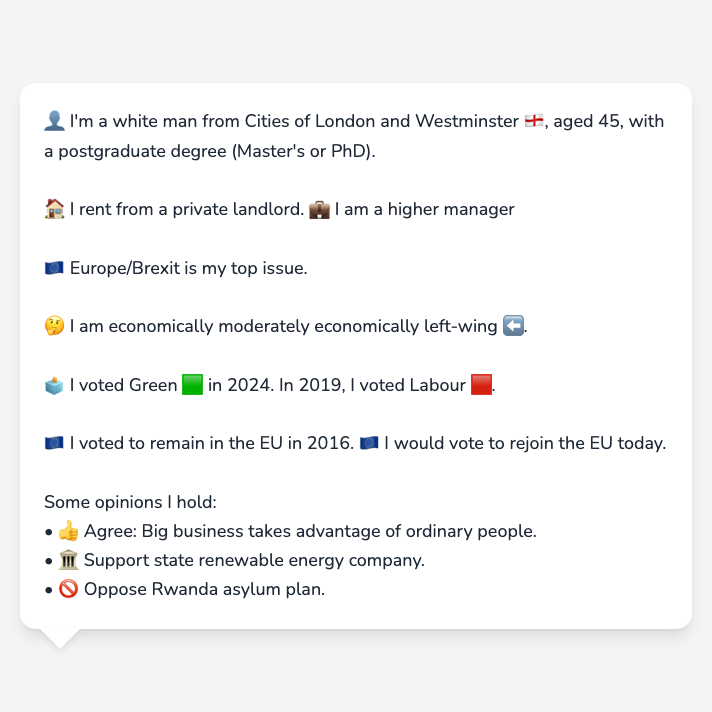 👤 I'm a white man from Cities of London and Westminster 🏴󠁧󠁢󠁥󠁮󠁧󠁿, aged 45, with
a postgraduate degree (Master's or PhD).
🏠 I rent from a private landlord. 💼 I am a higher manager
🇪🇺 Europe/Brexit is my top issue.
🤔 I am economically moderately economically left-wing ⬅️.
🗳️ I voted Green 🟩 in 2024. In 2019, I voted Labour 🟥.
🇪🇺 I voted to remain in the EU in 2016. 🇪🇺 I would vote to rejoin the EU today.
Some opinions I hold:
• 👍 Agree: Big business takes advantage of ordinary people.
• 🏛️ Support state renewable energy company.
• 🚫 Oppose Rwanda asylum plan.